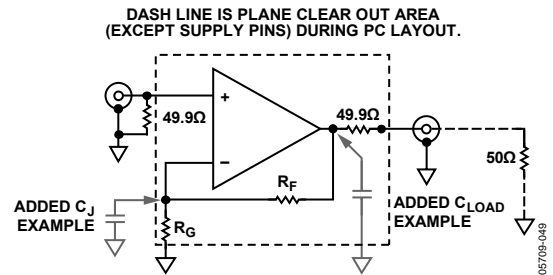 DASH LINE IS PLANE CLEAR OUT AREA
(EXCEPT SUPPLY PINS) DURING PC LAYOUT.
49.9Ω
+
–
49.9Ω
50Ω
R_F
R_G
ADDED C_J
EXAMPLE
ADDED C_LOAD
EXAMPLE
05709-049